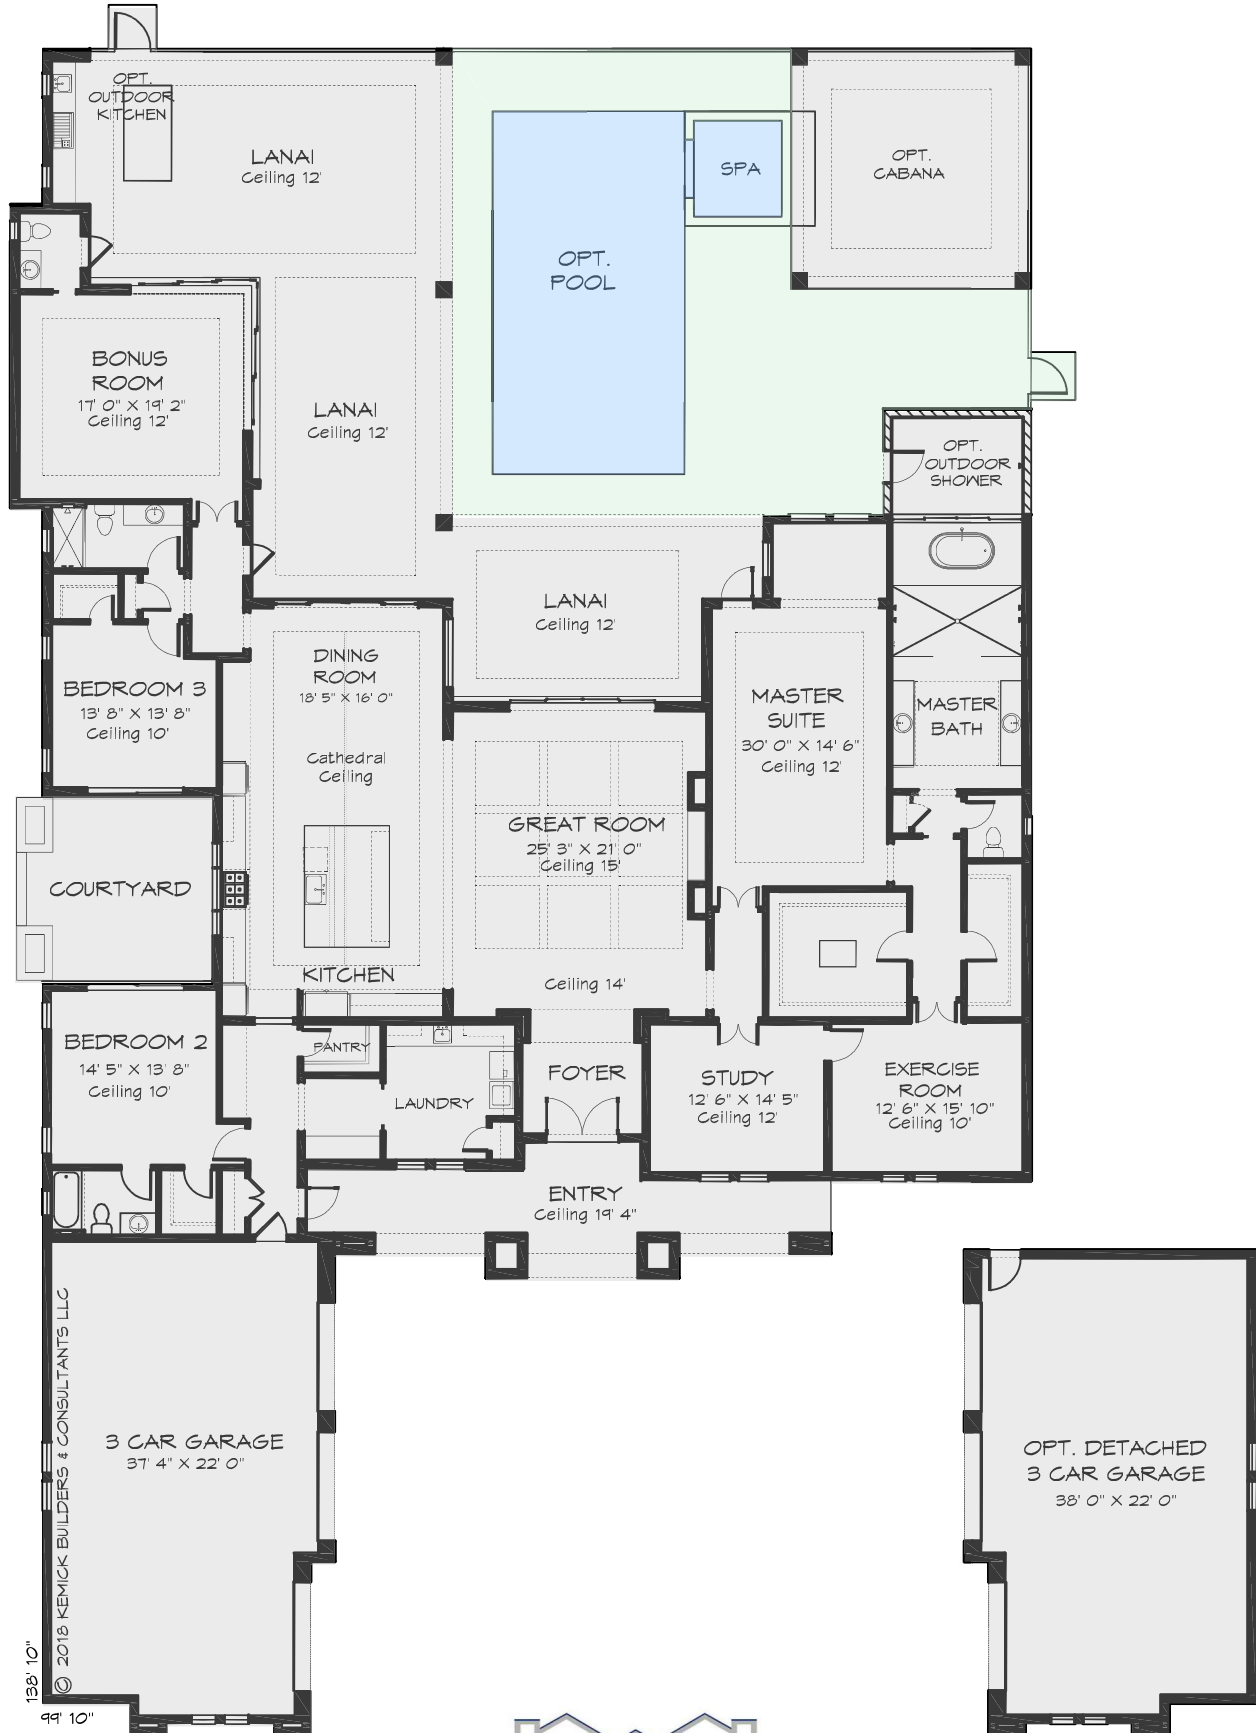 OPT.
OUTDOOR
KITCHEN
LANAI
Ceiling 12'
OPT.
POOL
SPA
OPT.
CABANA
BONUS
ROOM
17' 0" X 19' 2"
Ceiling 12'
LANAI
Ceiling 12'
OPT.
OUTDOOR
SHOWER
LANAI
Ceiling 12'
BEDROOM 3
13' 8" X 13' 8"
Ceiling 10'
DINING
ROOM
18' 5" X 16' 0"
Cathedral
Ceiling
MASTER
SUITE
30' 0" X 14' 6"
Ceiling 12'
MASTER
BATH
GREAT ROOM
25' 3" X 21' 0"
Ceiling 15'
COURTYARD
KITCHEN
Ceiling 14'
BEDROOM 2
14' 5" X 13' 8"
Ceiling 10'
PANTRY
LAUNDRY
FOYER
STUDY
12' 6" X 14' 5"
Ceiling 12'
EXERCISE
ROOM
12' 6" X 15' 10"
Ceiling 10'
ENTRY
Ceiling 19' 4"
3 CAR GARAGE
37' 4" X 22' 0"
OPT. DETACHED
3 CAR GARAGE
38' 0" X 22' 0"
© 2018 KEMICK BUILDERS & CONSULTANTS LLC
138' 10"
99' 10"